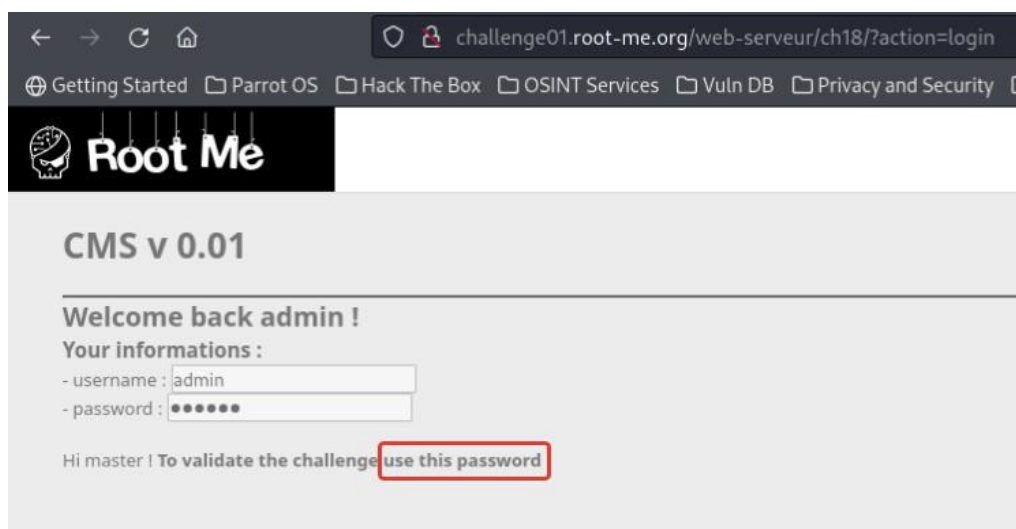 challenge01.root-me.org/web-serveur/ch18/?action=login
Getting Started Parrot OS Hack The Box OSINT Services Vuln DB Privacy and Security
Root Me
CMS v 0.01
Welcome back admin !
Your informations :
- username : admin
- password : ••••••
Hi master ! To validate the challenge use this password